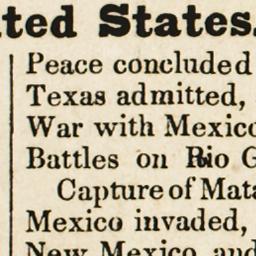 ted States.
Peace concluded
Texas admitted,
War with Mexico
Battles on Rio G
Capture of Mata
Mexico invaded,
New Mexico and